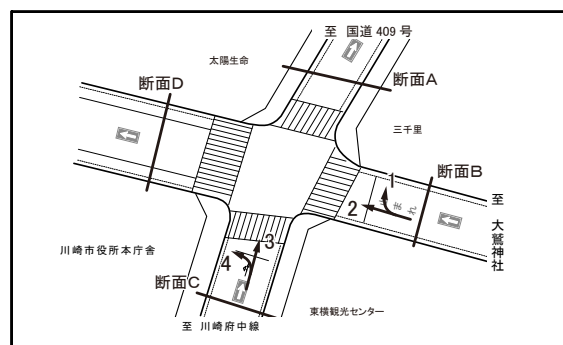 至 国道409号
太陽生命
断面D
断面A
三千里
断面B
1
2
止まれ
至 大鷲神社
3
4
川崎市役所本庁舎
断面C
東横観光センター
至 川崎府中線